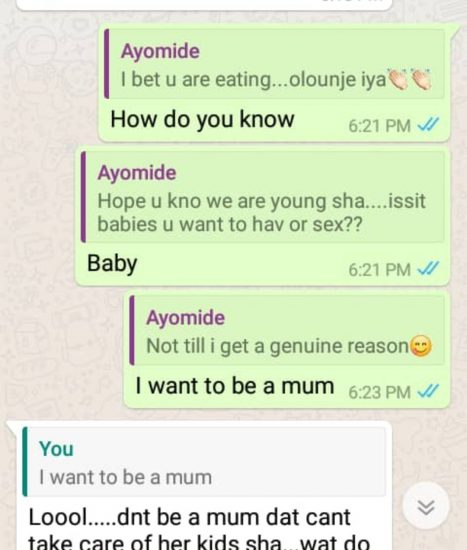 Ayomide
I bet u are eating...olounje iya👏🏻👏🏻
How do you know
6:21 PM
Ayomide
Hope u kno we are young sha....issit
babies u want to hav or sex??
Baby
6:21 PM
Ayomide
Not till i get a genuine reason😋
I want to be a mum
6:23 PM
You
I want to be a mum
Loool.....dnt be a mum dat cant
take care of her kids sha...wat do